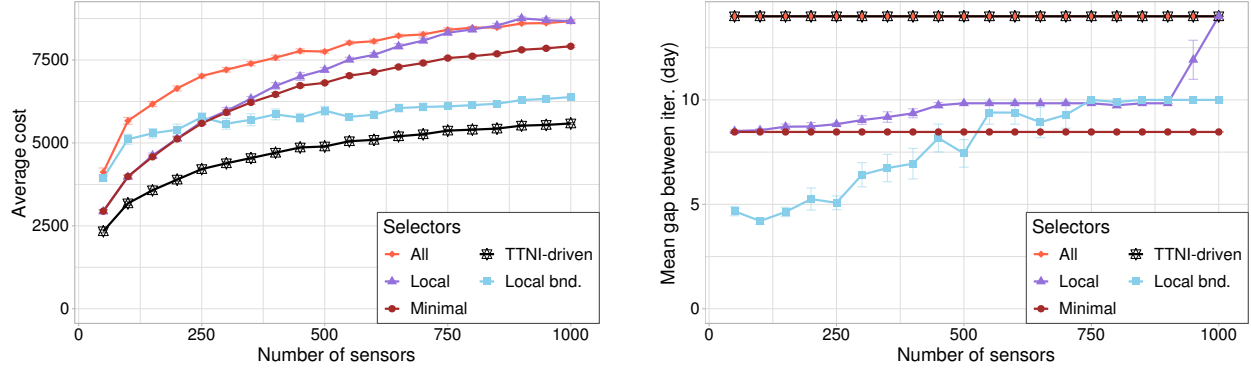 Average cost
7500
5000
2500
0
0
250
500
750
1000
Number of sensors
Selectors
All
TTNI-driven
Local
Local bnd.
Minimal
Mean gap between iter. (day)
10
5
0
0
250
500
750
1000
Number of sensors
Selectors
All
TTNI-driven
Local
Local bnd.
Minimal